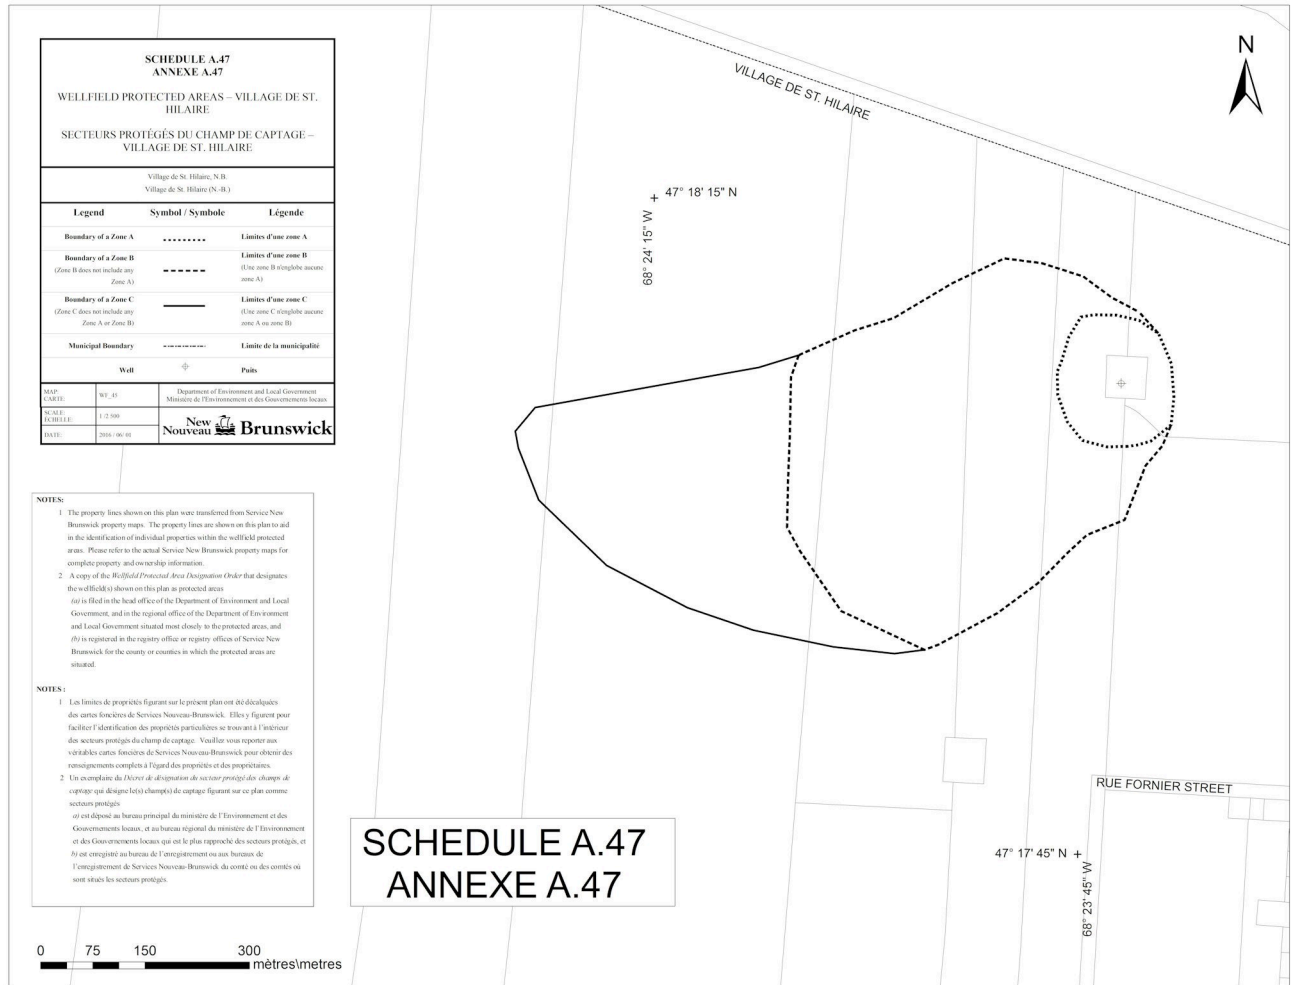 SCHEDULE A.47
ANNEXE A.47
WELLFIELD PROTECTED AREAS – VILLAGE DE ST.
HILAIRE
SECTEURS PROTÉGÉS DU CHAMP DE CAPTAGE –
VILLAGE DE ST. HILAIRE
Village de St. Hilaire, N.B.
Village de St. Hilaire (N.-B.)
Legend Symbol / Symbole Légende
Boundary of a Zone A Limites d'une zone A
Boundary of a Zone B Limites d'une zone B
(Zone B does not include any (Une zone B n'englobe aucune
Zone A) zone A)
Boundary of a Zone C Limites d'une zone C
(Zone C does not include any (Une zone C n'englobe aucune
Zone A or Zone B) zone A ou zone B)
Municipal Boundary Limite de la municipalité
Well Puits
MAP: Department of Environment and Local Government
CARTE: WF_45 Ministère de l'Environnement et des Gouvernements locaux
SCALE:
ÉCHELLE: 1 /2 500
DATE: 2016 / 06/ 01
New
Nouveau Brunswick
NOTES:
1 The property lines shown on this plan were transferred from Service New
Brunswick property maps. The property lines are shown on this plan to aid
in the identification of individual properties within the wellfield protected
areas. Please refer to the actual Service New Brunswick property maps for
complete property and ownership information.
2 A copy of the Wellfield Protected Area Designation Order that designates
the wellfield(s) shown on this plan as protected areas
(a) is filed in the head office of the Department of Environment and Local
Government, and in the regional office of the Department of Environment
and Local Government situated most closely to the protected areas, and
(b) is registered in the registry office or registry offices of Service New
Brunswick for the county or counties in which the protected areas are
situated.
NOTES :
1 Les limites de propriétés figurant sur le présent plan ont été décalquées
des cartes foncières de Services Nouveau-Brunswick. Elles y figurent pour
faciliter l'identification des propriétés particulières se trouvant à l'intérieur
des secteurs protégés du champ de captage. Veuillez vous reporter aux
véritables cartes foncières de Services Nouveau-Brunswick pour obtenir des
renseignements complets à l'égard des propriétés et des propriétaires.
2 Un exemplaire du Décret de désignation du secteur protégé des champs de
captage qui désigne le(s) champ(s) de captage figurant sur ce plan comme
secteurs protégés
a) est déposé au bureau principal du ministère de l'Environnement et des
Gouvernements locaux, et au bureau régional du ministère de l'Environnement
et des Gouvernements locaux qui est le plus rapproché des secteurs protégés, et
b) est enregistré au bureau de l'enregistrement ou aux bureaux de
l'enregistrement de Services Nouveau-Brunswick du comté ou des comtés où
sont situés les secteurs protégés.
0 75 150 300
mètres\metres
SCHEDULE A.47
ANNEXE A.47
N
VILLAGE DE ST. HILAIRE
47° 18' 15" N
68° 24' 15" W
RUE FORNIER STREET
47° 17' 45" N
68° 23' 45" W